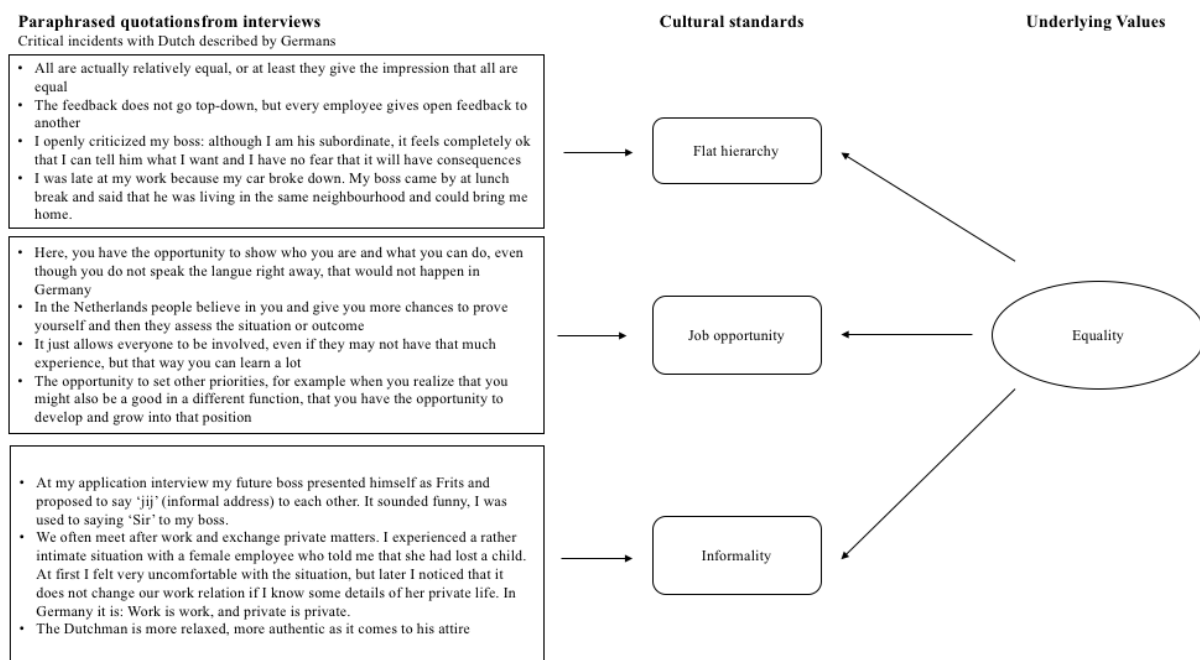 Paraphrased quotationsfrom interviews
Cultural standards
Underlying Values
Critical incidents with Dutch described by Germans
• All are actually relatively equal, or at least they give the impression that all are
equal
• The feedback does not go top-down, but every employee gives open feedback to
another
• I openly criticized my boss: although I am his subordinate, it feels completely ok
that I can tell him what I want and I have no fear that it will have consequences
• I was late at my work because my car broke down. My boss came by at lunch
break and said that he was living in the same neighbourhood and could bring me
home.
Flat hierarchy
• Here, you have the opportunity to show who you are and what you can do, even
though you do not speak the langue right away, that would not happen in
Germany
• In the Netherlands people believe in you and give you more chances to prove
yourself and then they assess the situation or outcome
• It just allows everyone to be involved, even if they may not have that much
experience, but that way you can learn a lot
• The opportunity to set other priorities, for example when you realize that you
might also be a good in a different function, that you have the opportunity to
develop and grow into that position
Job opportunity
Equality
• At my application interview my future boss presented himself as Frits and
proposed to say ‘jij’ (informal address) to each other. It sounded funny, I was
used to saying ‘Sir’ to my boss.
• We often meet after work and exchange private matters. I experienced a rather
intimate situation with a female employee who told me that she had lost a child.
At first I felt very uncomfortable with the situation, but later I noticed that it
does not change our work relation if I know some details of her private life. In
Germany it is: Work is work, and private is private.
• The Dutchman is more relaxed, more authentic as it comes to his attire
Informality